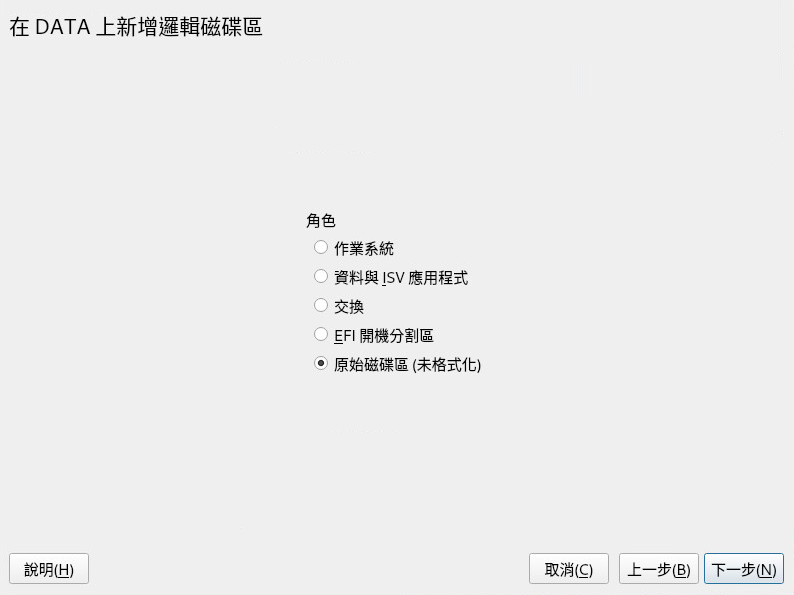 在 DATA 上新增邏輯磁碟區
角色
作業系統
資料與 ISV 應用程式
交換
EFI 開機分割區
原始磁碟區 (未格式化)
說明(H)
取消(C)
上一步(B)
下一步(N)